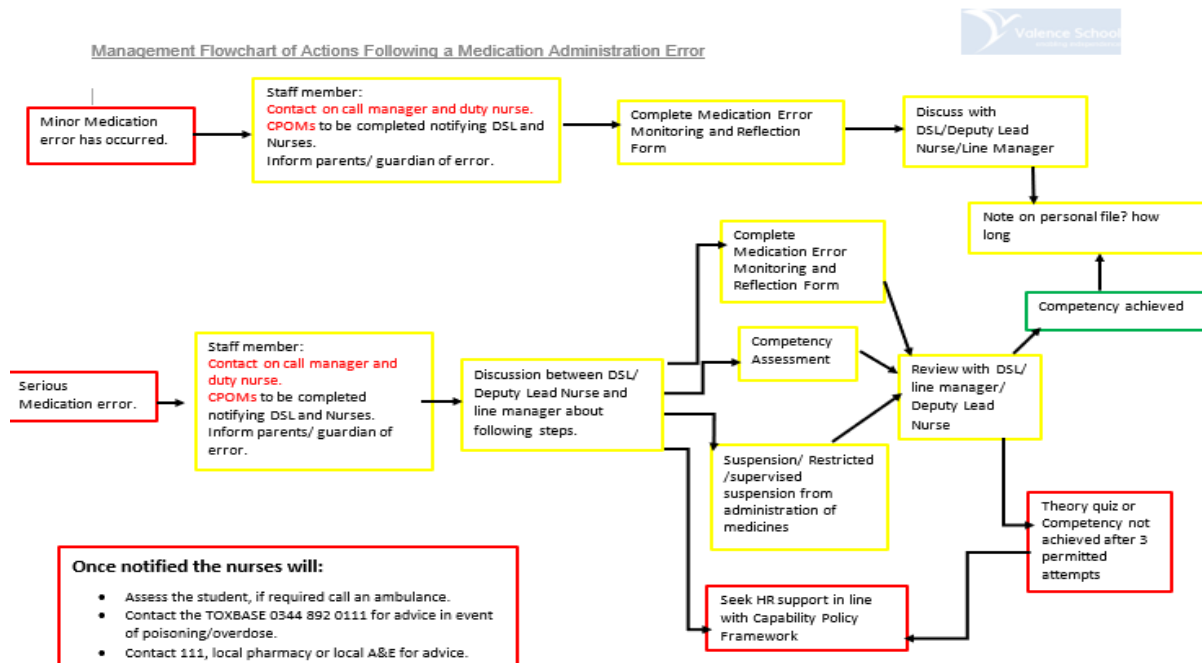 Valence School
Management Flowchart of Actions Following a Medication Administration Error
Minor Medication
error has occurred.
Staff member:
Contact on call manager and duty nurse.
CPOMs to be completed notifying DSL and
Nurses.
Inform parents/ guardian of error.
Complete Medication Error
Monitoring and Reflection
Form
Discuss with
DSL/Deputy Lead
Nurse/Line Manager
Note on personal file? how
long
Complete
Medication Error
Monitoring and
Reflection Form
Competency achieved
Serious
Medication error.
Staff member:
Contact on call manager and
duty nurse.
CPOMs to be completed
notifying DSL and Nurses.
Inform parents/ guardian of
error.
Discussion between DSL/
Deputy Lead Nurse and
line manager about
following steps.
Competency
Assessment
Review with DSL/
line manager/
Deputy Lead
Nurse
Suspension/ Restricted
/supervised
suspension from
administration of
medicines
Theory quiz or
Competency not
achieved after 3
permitted
attempts
Seek HR support in line
with Capability Policy
Framework
Once notified the nurses will:
• Assess the student, if required call an ambulance.
• Contact the TOXBASE 0344 892 0111 for advice in event
of poisoning/overdose.
• Contact 111, local pharmacy or local A&E for advice.